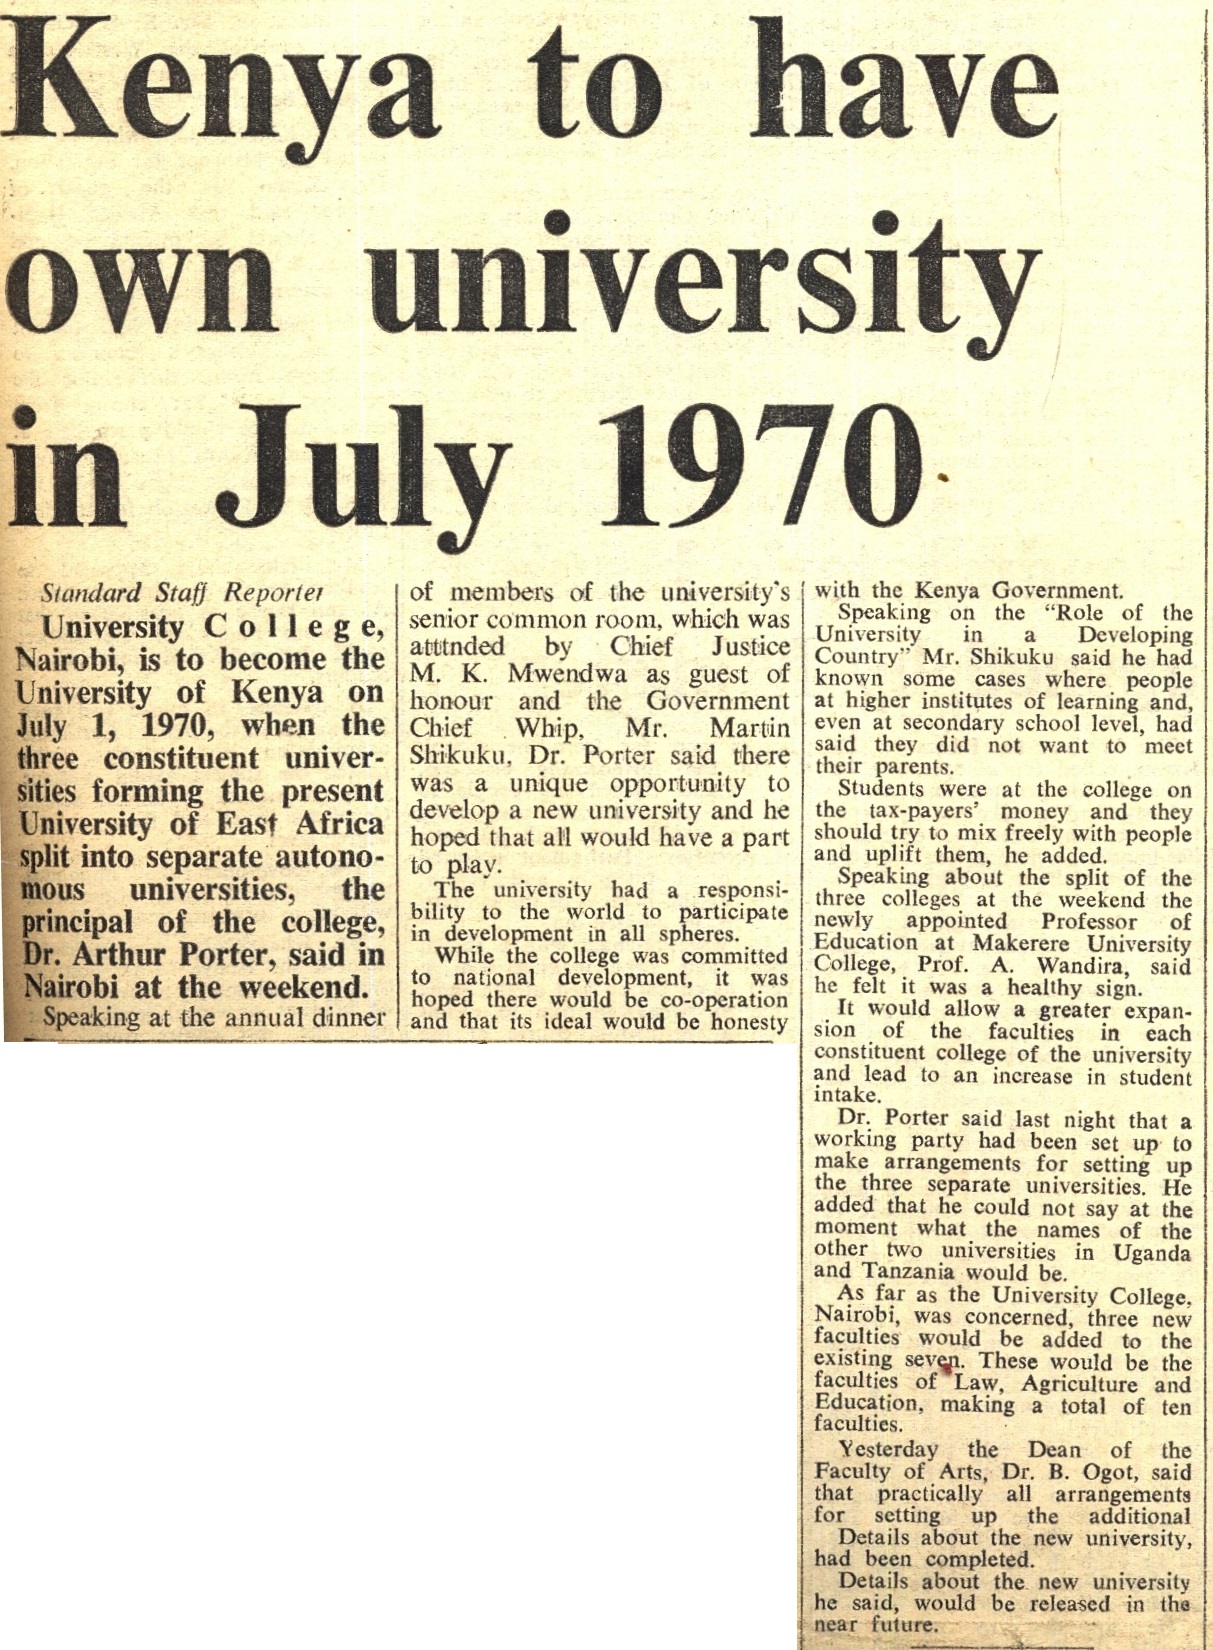 Kenya to have
own university
in July 1970
Standard Staff Reporter
University College,
Nairobi, is to become the
University of Kenya on
July 1, 1970, when the
three constituent univer-
sities forming the present
University of East Africa
split into separate autono-
mous universities, the
principal of the college,
Dr. Arthur Porter, said in
Nairobi at the weekend.
Speaking at the annual dinner
of members of the university's
senior common room, which was
atttnded by Chief Justice
M. K. Mwendwa as guest of
honour and the Government
Chief Whip, Mr. Martin
Shikuku, Dr. Porter said there
was a unique opportunity to
develop a new university and he
hoped that all would have a part
to play.
The university had a responsi-
bility to the world to participate
in development in all spheres.
While the college was committed
to national development, it was
hoped there would be co-operation
and that its ideal would be honesty
with the Kenya Government.
Speaking on the “Role of the
University in a Developing
Country” Mr. Shikuku said he had
known some cases where people
at higher institutes of learning and,
even at secondary school level, had
said they did not want to meet
their parents.
Students were at the college on
the tax-payers' money and they
should try to mix freely with people
and uplift them, he added.
Speaking about the split of the
three colleges at the weekend the
newly appointed Professor of
Education at Makerere University
College, Prof. A. Wandira, said
he felt it was a healthy sign.
It would allow a greater expan-
sion of the faculties in each
constituent college of the university
and lead to an increase in student
intake.
Dr. Porter said last night that a
working party had been set up to
make arrangements for setting up
the three separate universities. He
added that he could not say at the
moment what the names of the
other two universities in Uganda
and Tanzania would be.
As far as the University College,
Nairobi, was concerned, three new
faculties would be added to the
existing seven. These would be the
faculties of Law, Agriculture and
Education, making a total of ten
faculties.
Yesterday the Dean of the
Faculty of Arts, Dr. B. Ogot, said
that practically all arrangements
for setting up the additional
Details about the new university,
had been completed.
Details about the new university
he said, would be released in the
near future.